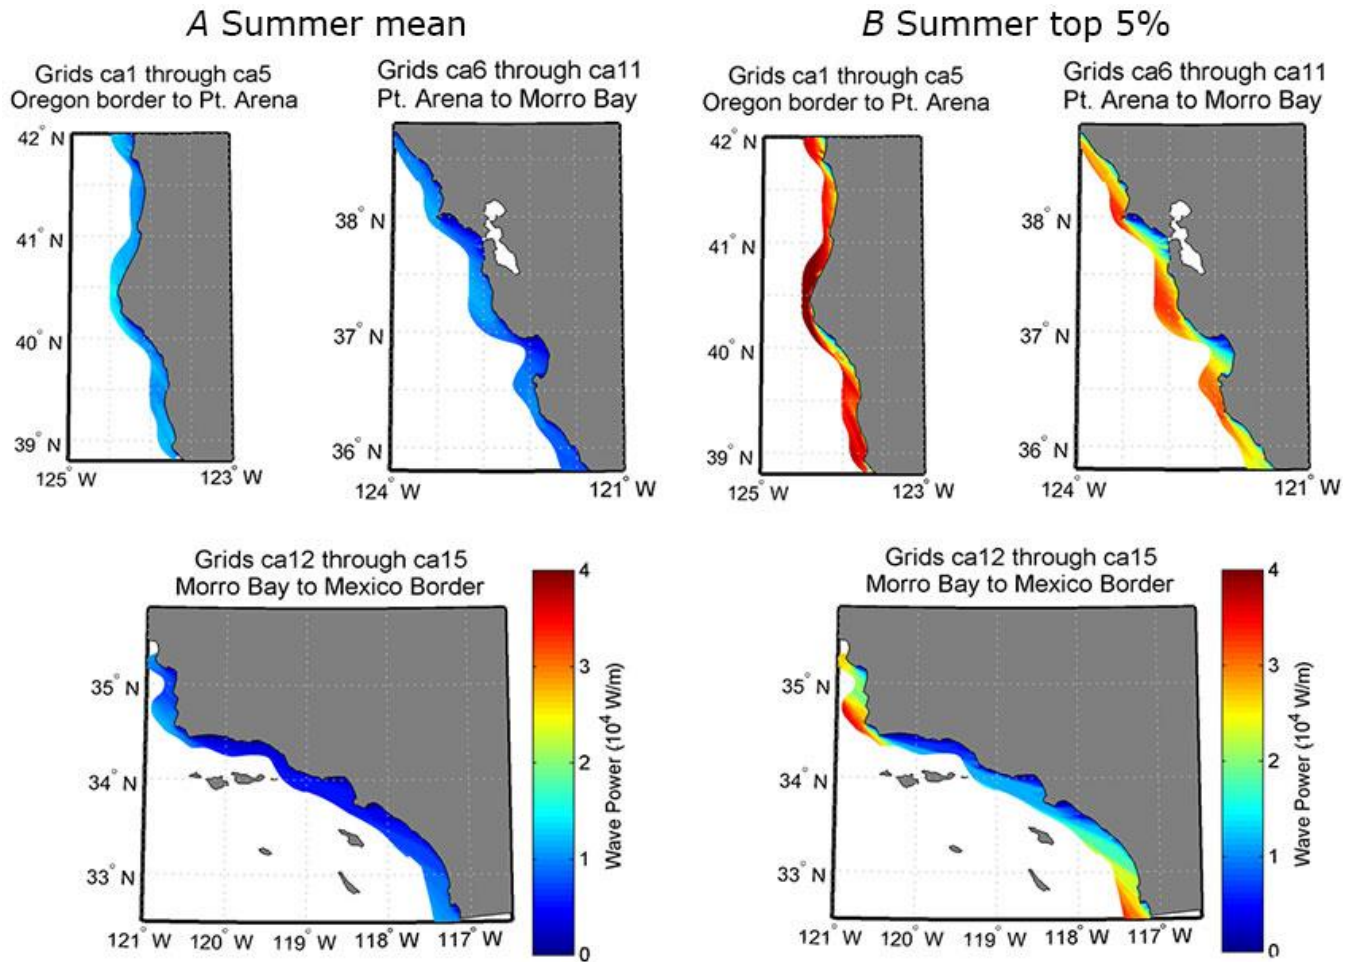 A Summer mean
Grids ca1 through ca5
Oregon border to Pt. Arena
42° N
41° N
40° N
39° N
125° W
123° W
Grids ca6 through ca11
Pt. Arena to Morro Bay
38° N
37° N
36° N
124° W
121° W
Grids ca12 through ca15
Morro Bay to Mexico Border
35° N
34° N
33° N
121° W
120° W
119° W
118° W
117° W
4
3
2
1
0
Wave Power (10⁴ W/m)
B Summer top 5%
Grids ca1 through ca5
Oregon border to Pt. Arena
42° N
41° N
40° N
39° N
125° W
123° W
Grids ca6 through ca11
Pt. Arena to Morro Bay
38° N
37° N
36° N
124° W
121° W
Grids ca12 through ca15
Morro Bay to Mexico Border
35° N
34° N
33° N
121° W
120° W
119° W
118° W
117° W
4
3
2
1
0
Wave Power (10⁴ W/m)